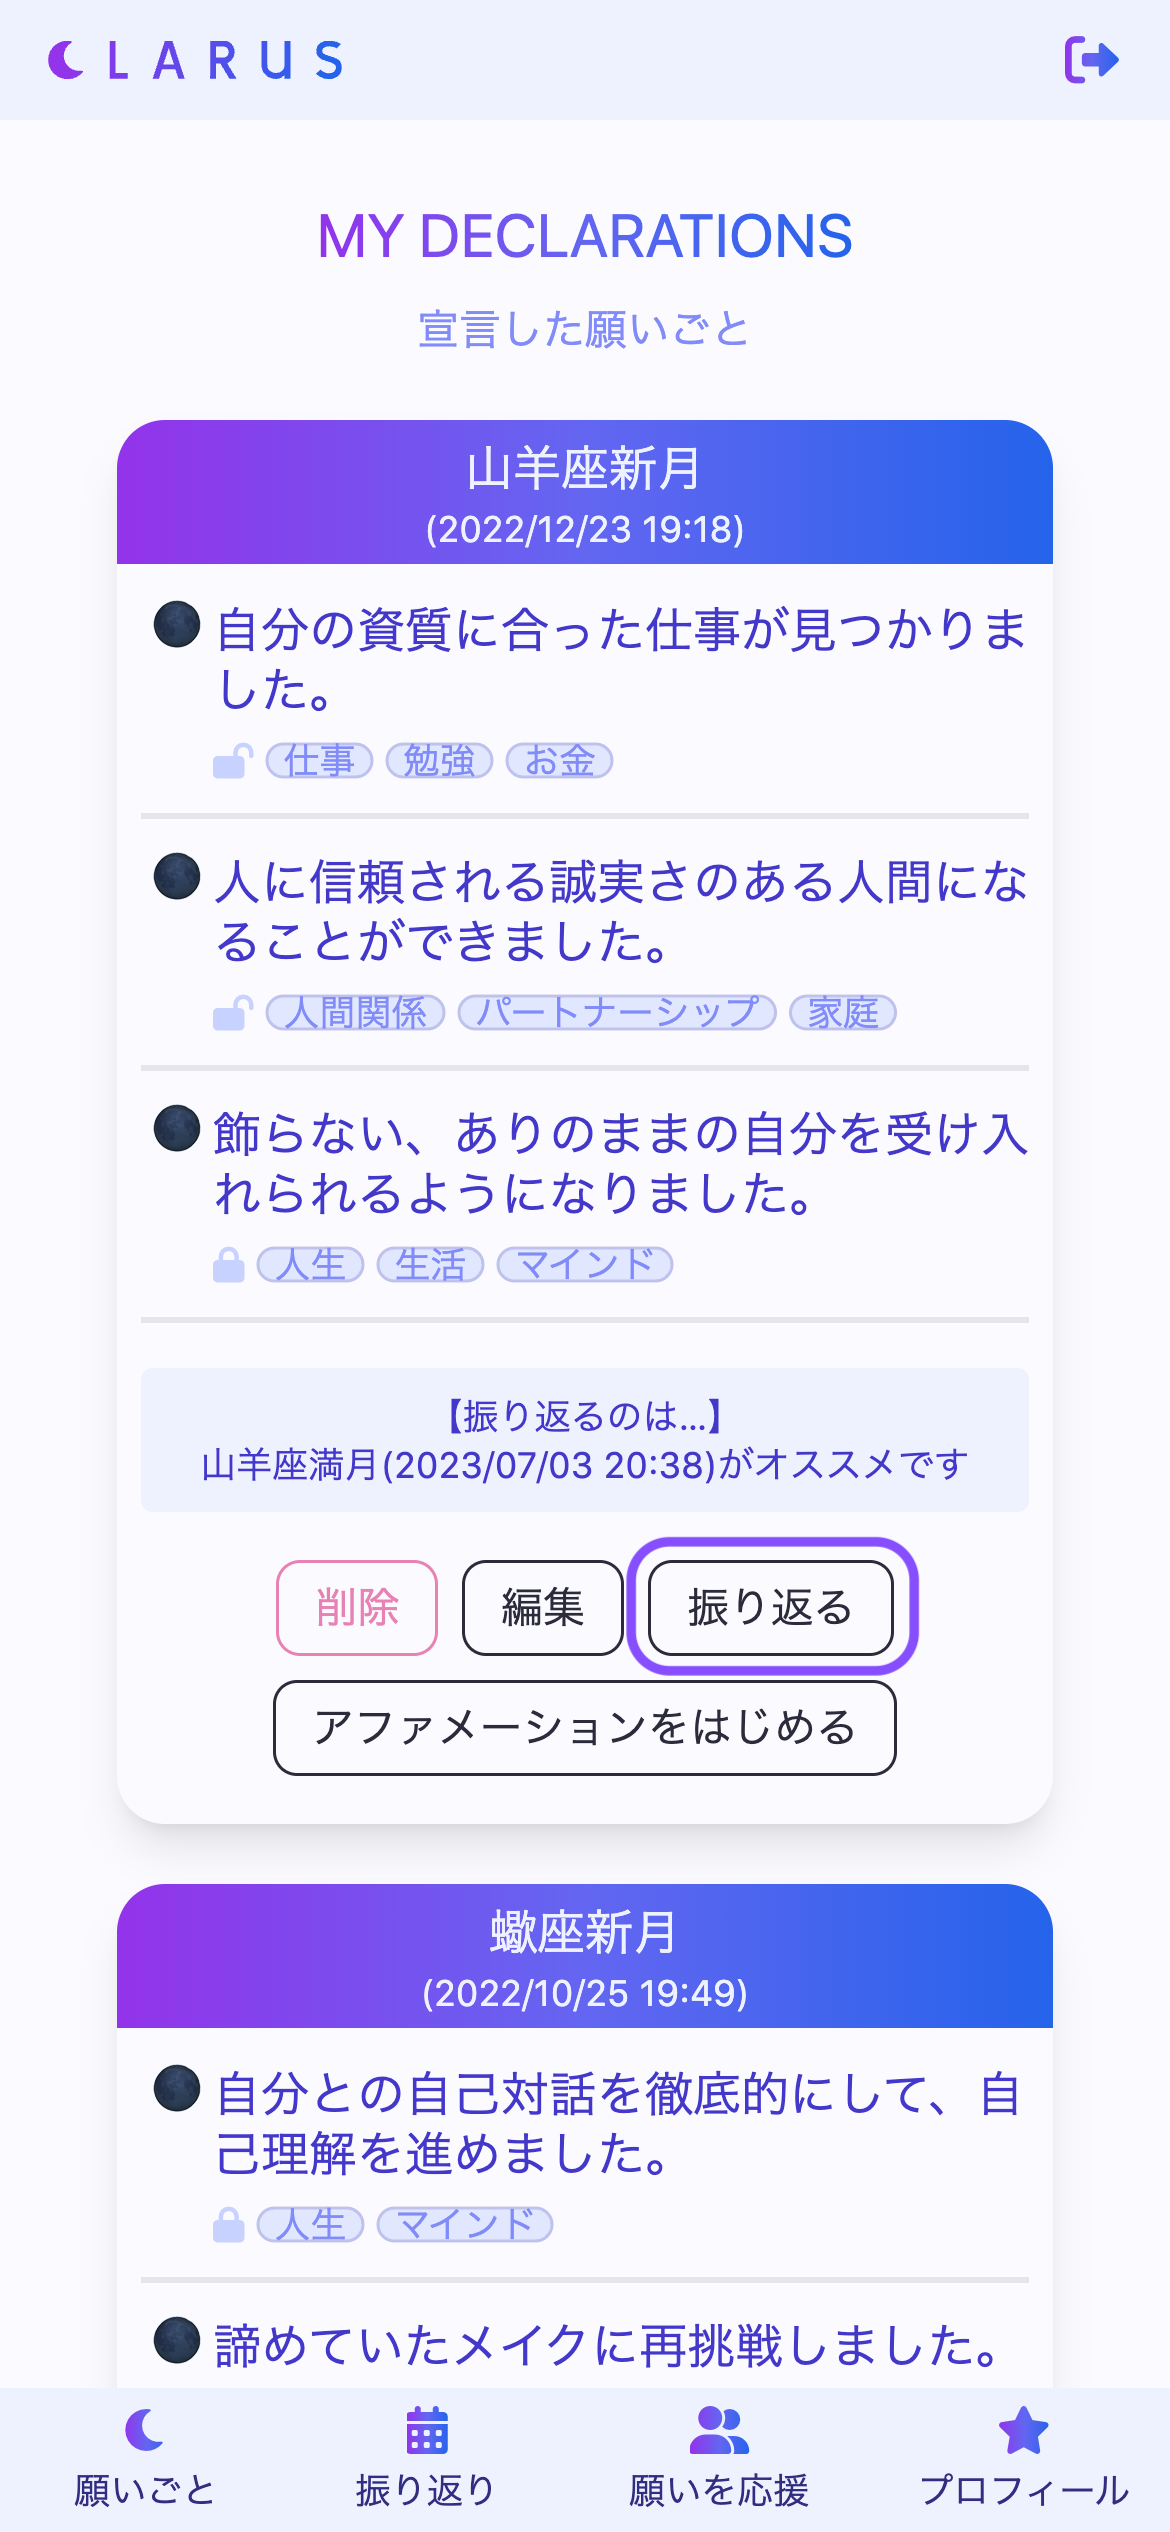 LARUS
MY DECLARATIONS
宣言した願いごと
山羊座新月
(2022/12/23 19:18)
自分の資質に合った仕事が見つかりま
した。
仕事 勉強 お金
人に信頼される誠実さのある人間にな
ることができました。
人間関係 パートナーシップ 家庭
飾らない、ありのままの自分を受け入
れられるようになりました。
人生 生活 マインド
【振り返るのは...】
山羊座満月(2023/07/03 20:38)がオススメです
削除 編集 振り返る
アファメーションをはじめる
蠍座新月
(2022/10/25 19:49)
自分との自己対話を徹底的にして、自
己理解を進めました。
人生 マインド
諦めていたメイクに再挑戦しました。
願いごと 振り返り 願いを応援 プロフィール